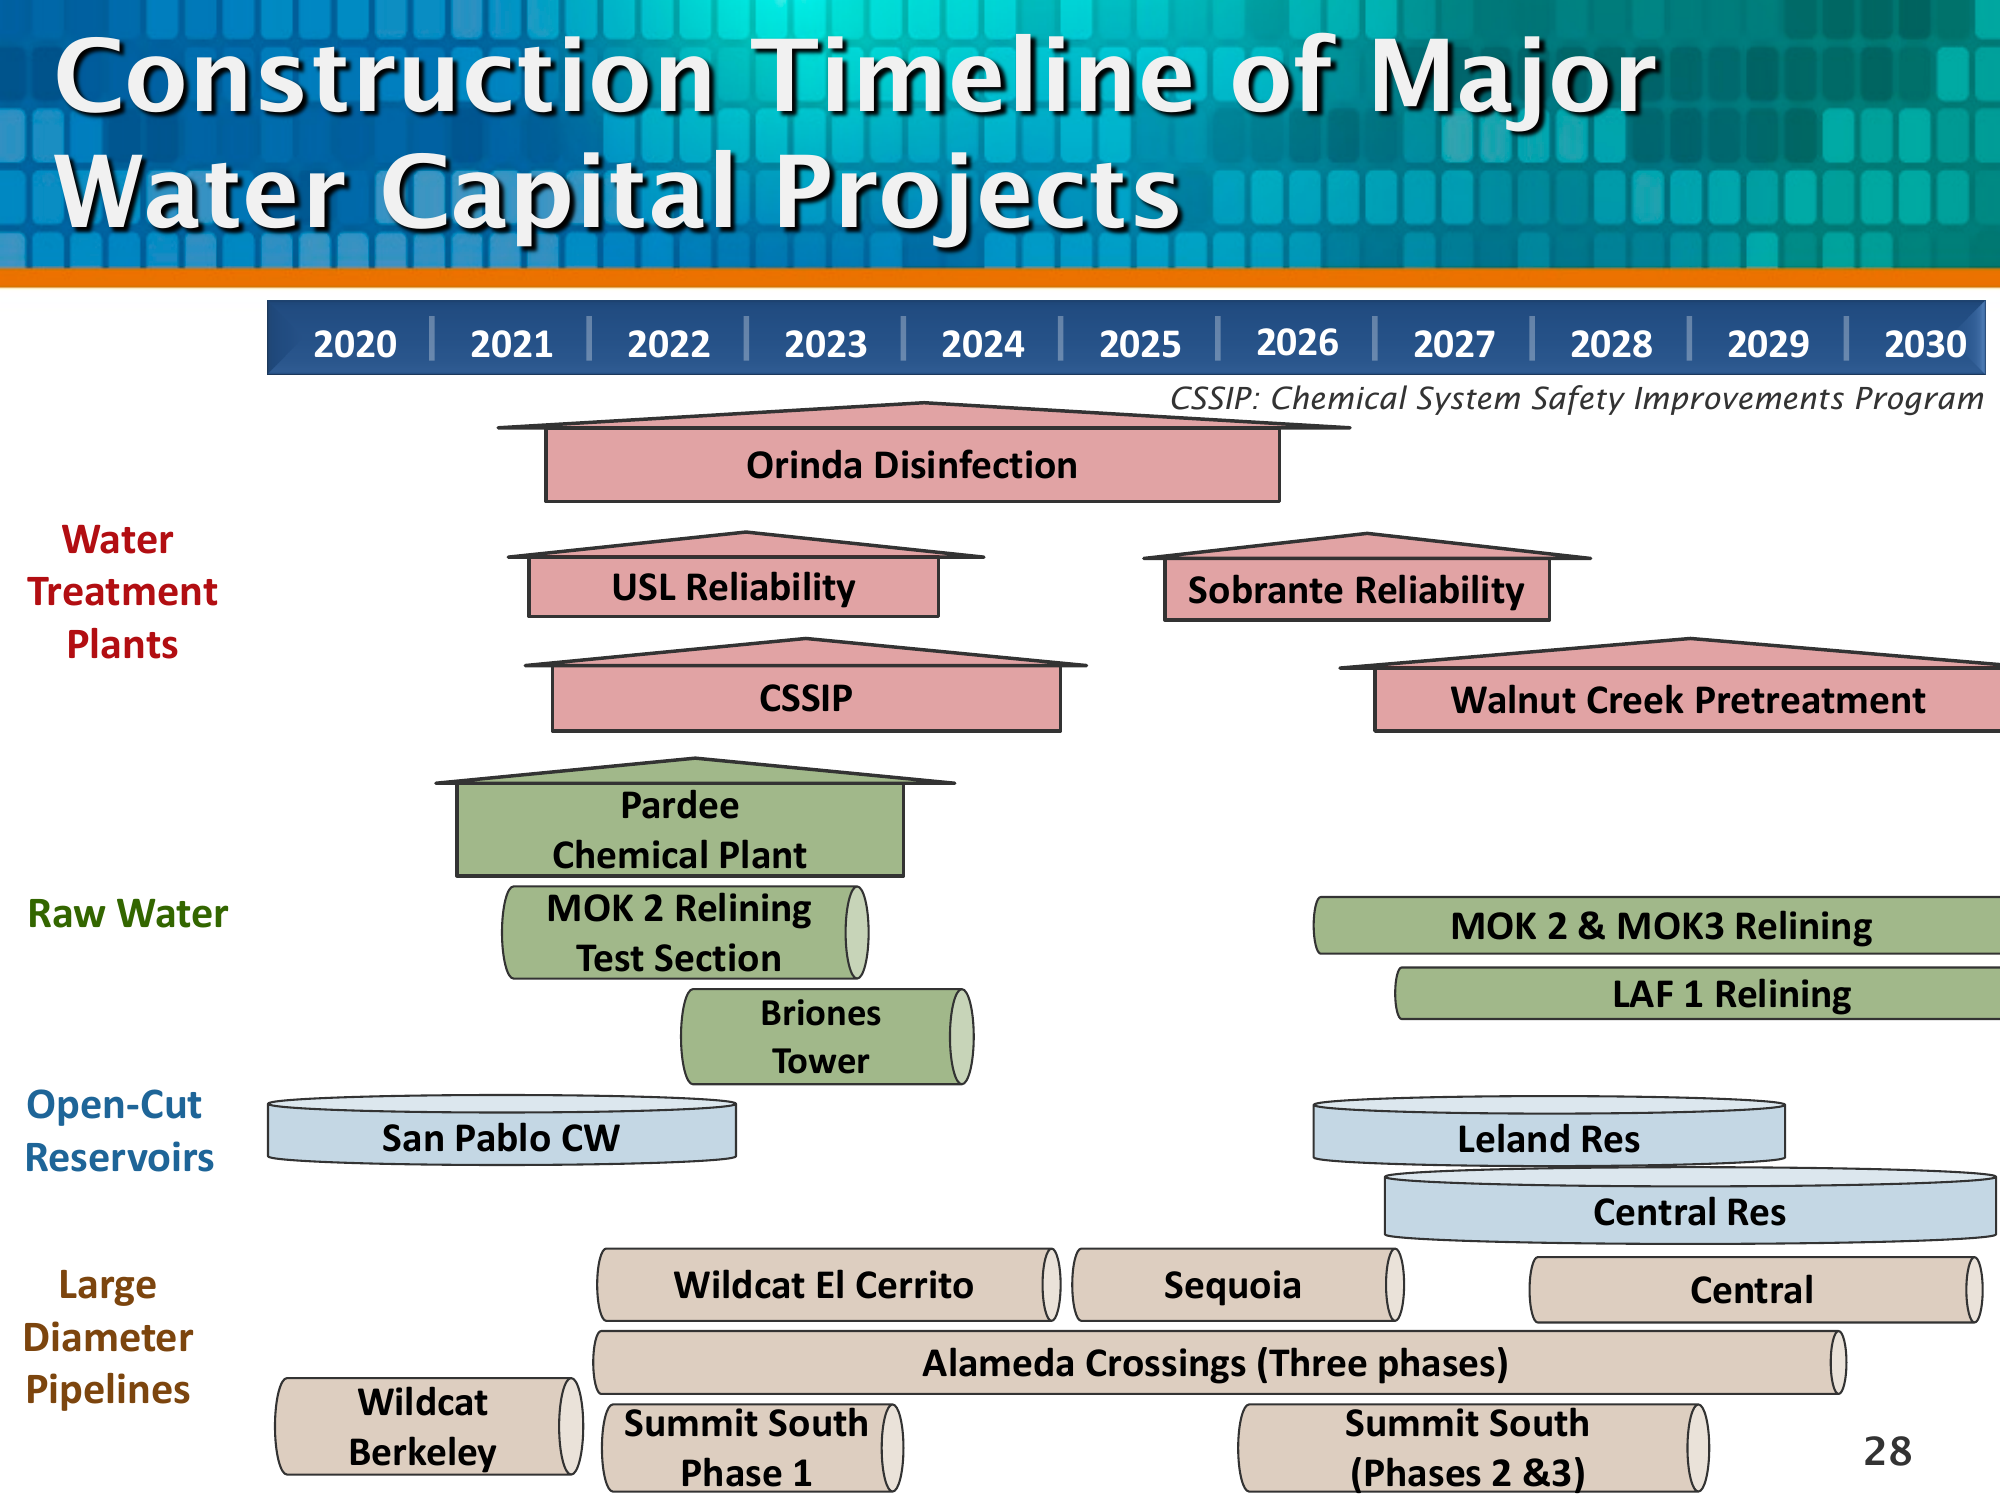 Construction Timeline of Major
Water Capital Projects
2020 2021 2022 2023 2024 2025 2026 2027 2028 2029 2030
CSSIP: Chemical System Safety Improvements Program
Water
Treatment
Plants
Orinda Disinfection
USL Reliability
Sobrante Reliability
CSSIP
Walnut Creek Pretreatment
Raw Water
Pardee
Chemical Plant
MOK 2 Relining
Test Section
MOK 2 & MOK3 Relining
LAF 1 Relining
Briones
Tower
Open-Cut
Reservoirs
San Pablo CW
Leland Res
Central Res
Large
Diameter
Pipelines
Wildcat El Cerrito
Sequoia
Central
Alameda Crossings (Three phases)
Wildcat
Berkeley
Summit South
Phase 1
Summit South
(Phases 2 &3)
28